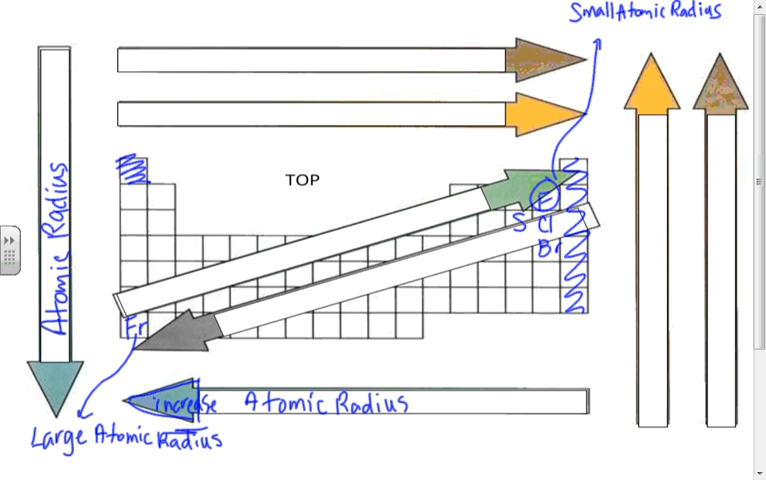 Small Atomic Radius
TOP
Atomic Radius
F
S Cl
Br
Fr
increase Atomic Radius
Large Atomic Radius